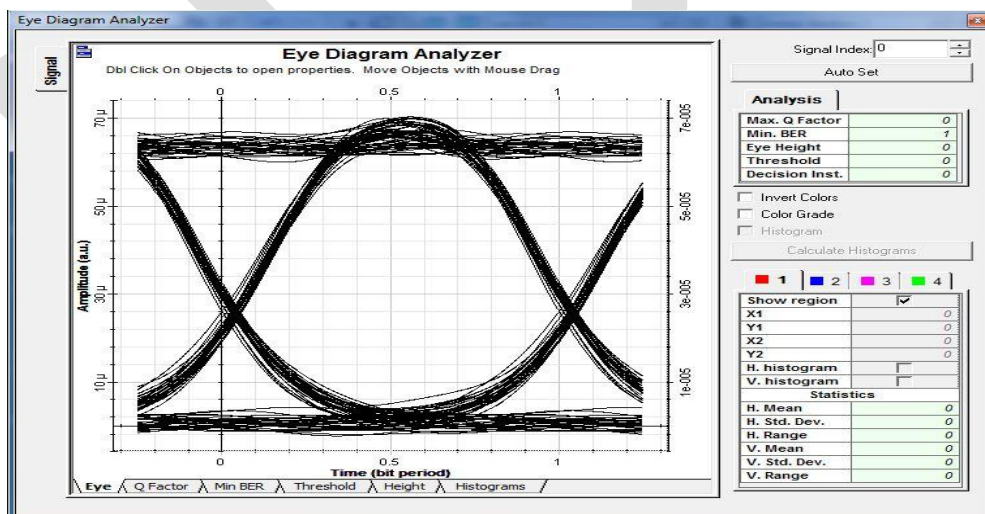 Eye Diagram Analyzer
Signal
Eye Diagram Analyzer
Dbl Click On Objects to open properties. Move Objects with Mouse Drag
0 0.5 1
70 µ
50 µ
30 µ
10 µ
Amplitude (a.u.)
7e-005
5e-005
3e-005
1e-005
0 0.5 1
Time (bit period)
Eye Q Factor Min BER Threshold Height Histograms
Signal Index: 0
Auto Set
Analysis
Max. Q Factor 0
Min. BER 1
Eye Height 0
Threshold 0
Decision Inst. 0
Invert Colors
Color Grade
Histogram
Calculate Histograms
1 2 3 4
Show region
X1 0
Y1 0
X2 0
Y2 0
H. histogram
V. histogram
Statistics
H. Mean 0
H. Std. Dev. 0
H. Range 0
V. Mean 0
V. Std. Dev. 0
V. Range 0